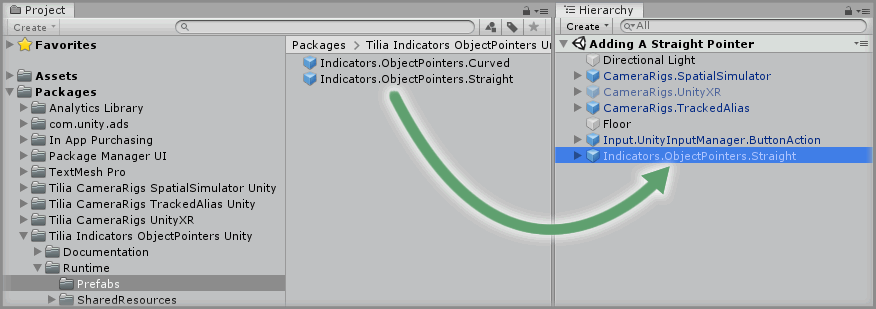 Project
Create
Favorites
Assets
Packages
Analytics Library
com.unity.ads
In App Purchasing
Package Manager UI
TextMesh Pro
Tilia CameraRigs SpatialSimulator Unity
Tilia CameraRigs TrackedAlias Unity
Tilia CameraRigs UnityXR
Tilia Indicators ObjectPointers Unity
Documentation
Runtime
Prefabs
SharedResources
Packages > Tilia Indicators ObjectPointers Un
Indicators.ObjectPointers.Curved
Indicators.ObjectPointers.Straight
Hierarchy
Create
All
Adding A Straight Pointer
Directional Light
CameraRigs.SpatialSimulator
CameraRigs.UnityXR
CameraRigs.TrackedAlias
Floor
Input.UnityInputManager.ButtonAction
Indicators.ObjectPointers.Straight